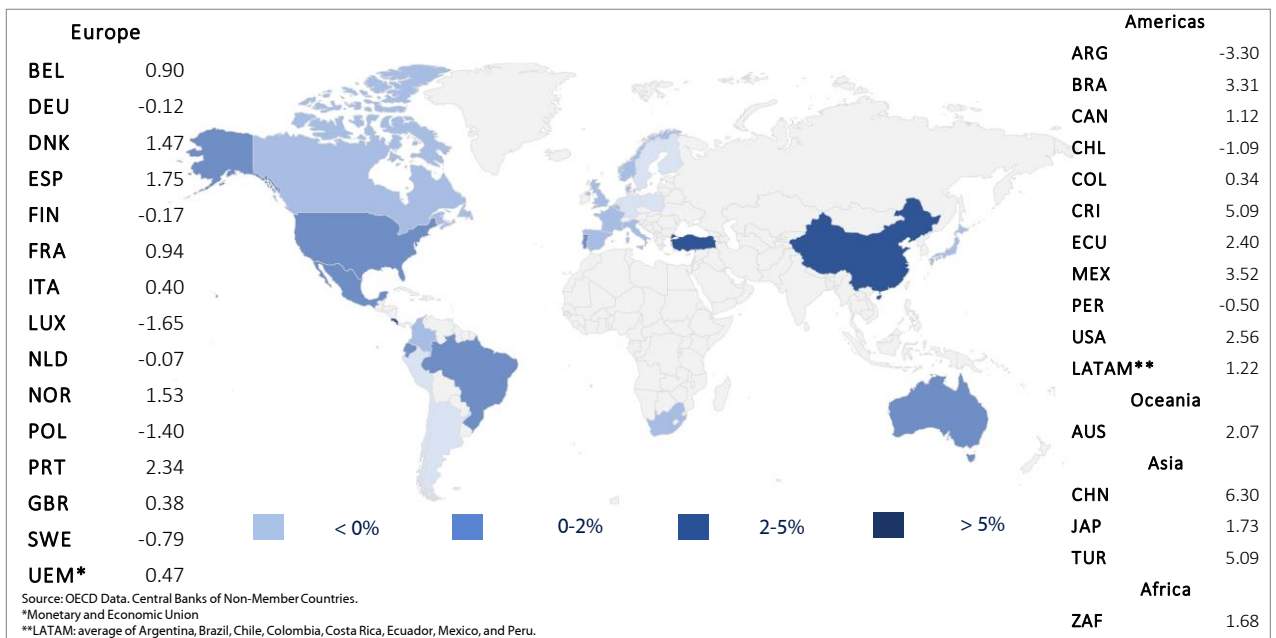 Europe
BEL 0.90
DEU -0.12
DNK 1.47
ESP 1.75
FIN -0.17
FRA 0.94
ITA 0.40
LUX -1.65
NLD -0.07
NOR 1.53
POL -1.40
PRT 2.34
GBR 0.38
SWE -0.79
UEM* 0.47
< 0%
0-2%
2-5%
> 5%
Americas
ARG -3.30
BRA 3.31
CAN 1.12
CHL -1.09
COL 0.34
CRI 5.09
ECU 2.40
MEX 3.52
PER -0.50
USA 2.56
LATAM** 1.22
Oceania
AUS 2.07
Asia
CHN 6.30
JAP 1.73
TUR 5.09
Africa
ZAF 1.68
Source: OECD Data. Central Banks of Non-Member Countries.
*Monetary and Economic Union
**LATAM: average of Argentina, Brazil, Chile, Colombia, Costa Rica, Ecuador, Mexico, and Peru.